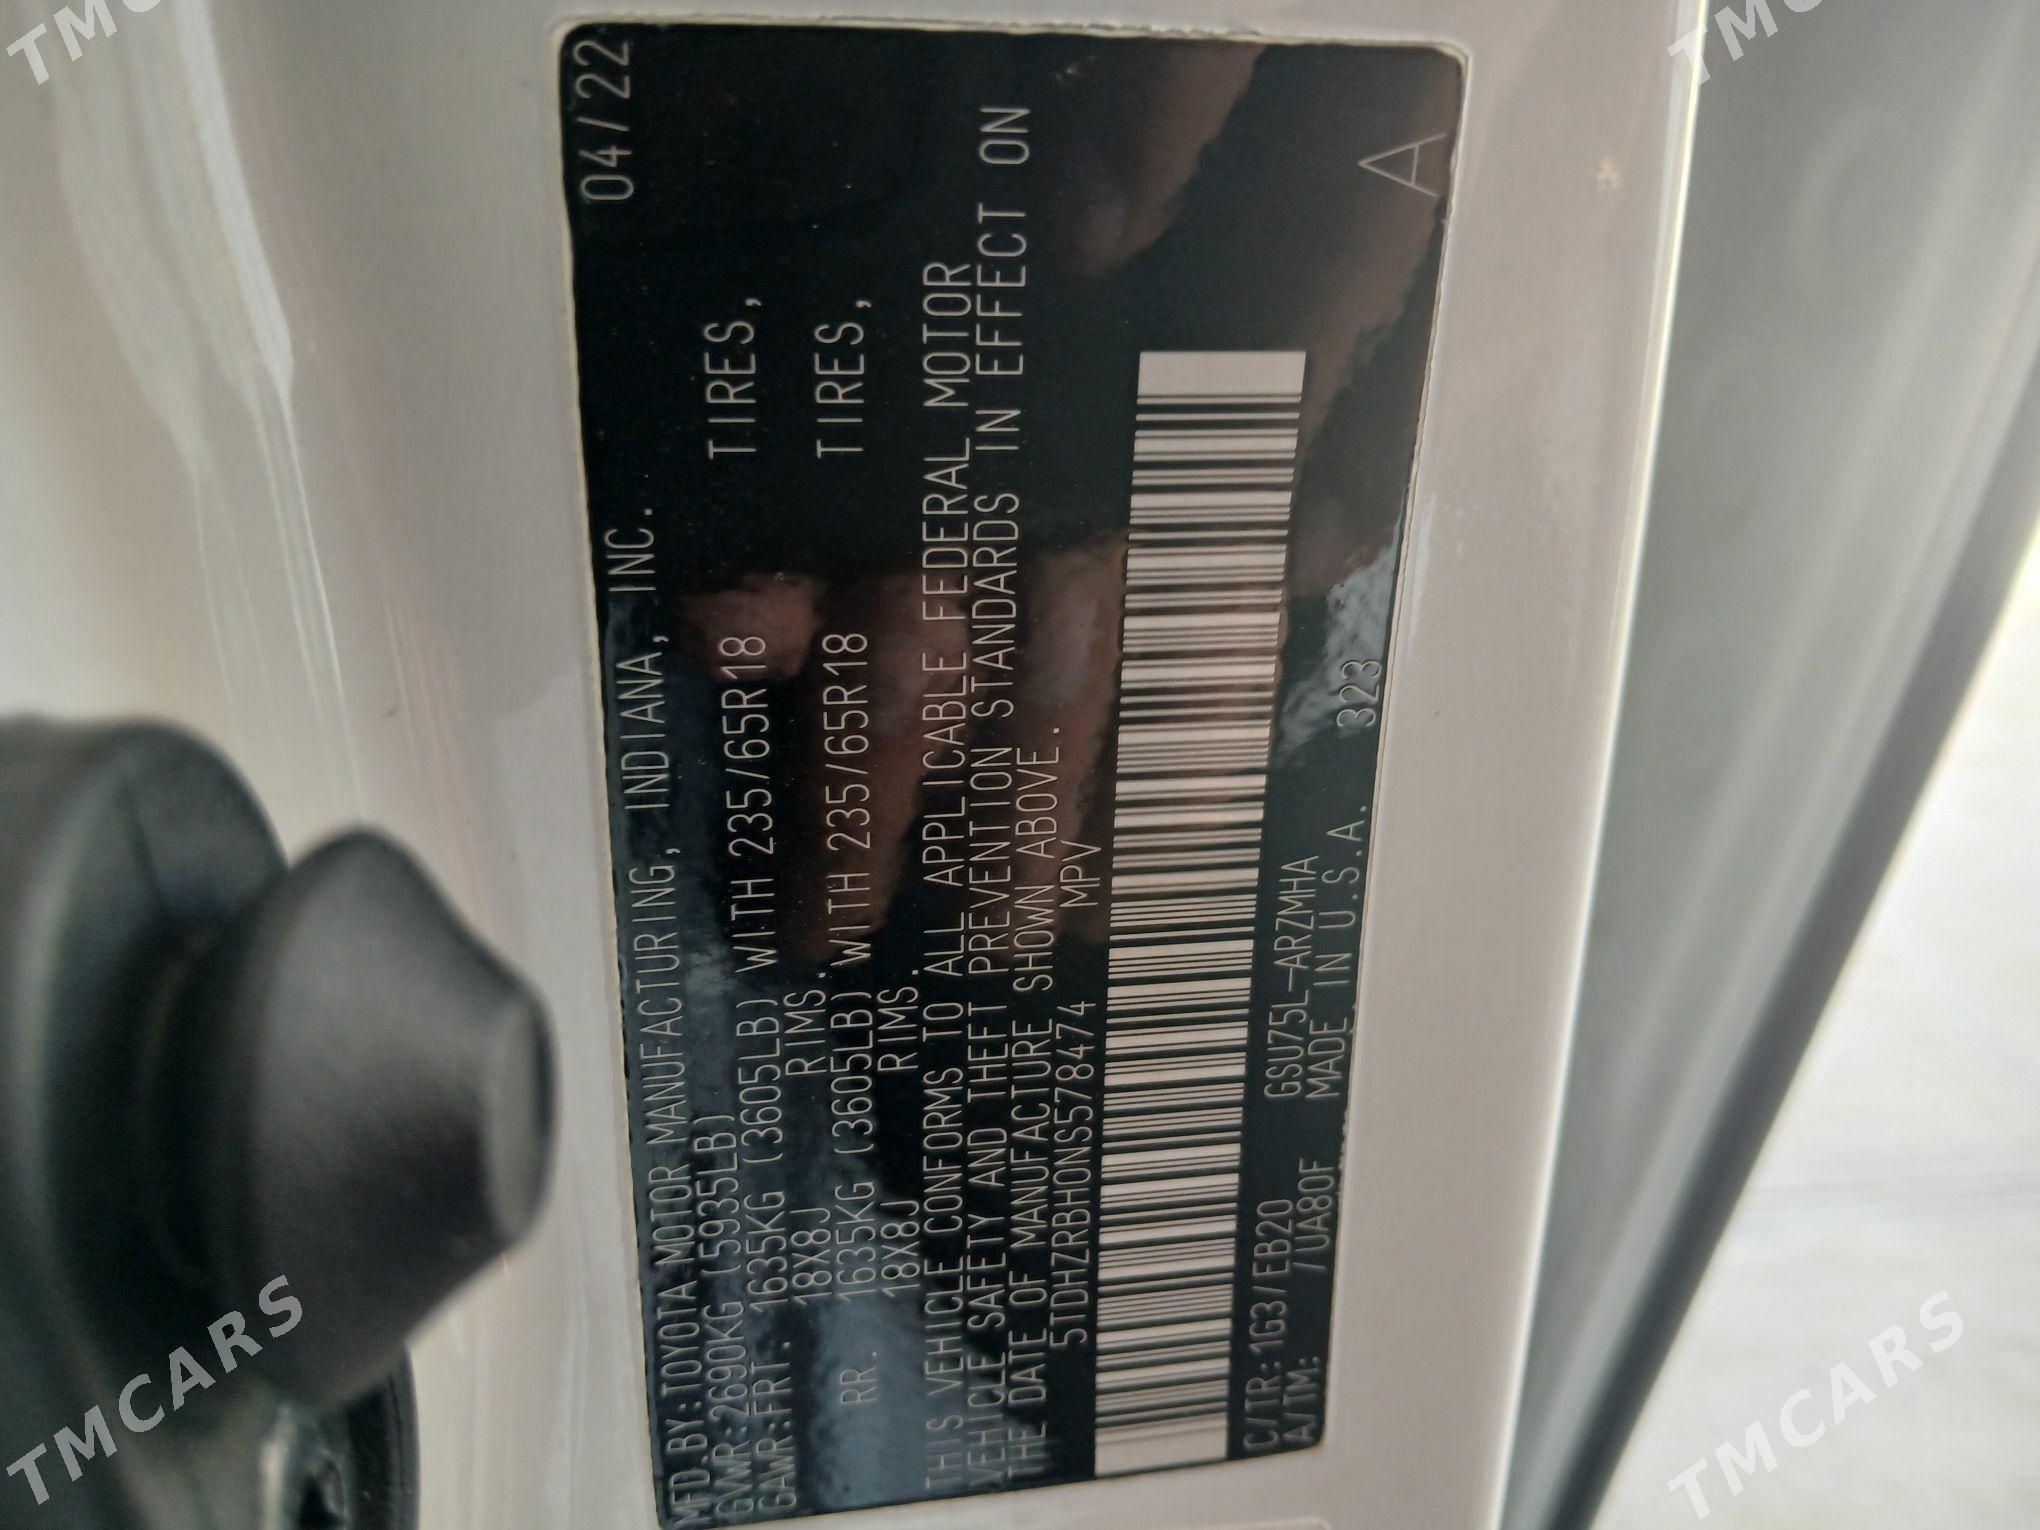 MFD.BY:TOYOTA MOTOR MANUFACTURING, INDIANA, INC. 04/22
GVWR:2690KG (5935LB)
GAWR:FRT. 1635KG (3605LB) WITH 235/65R18 TIRES,
18X8J RIMS.
RR. 1635KG (3605LB) WITH 235/65R18 TIRES,
18X8J RIMS.
THIS VEHICLE CONFORMS TO ALL APPLICABLE FEDERAL MOTOR
VEHICLE SAFETY AND THEFT PREVENTION STANDARDS IN EFFECT ON
THE DATE OF MANUFACTURE SHOWN ABOVE.
5TDHZRBH0NS578474 MPV
C/TR:1G3/EB20 GSU75L-ARZMHA
A/TM: /UA80F MADE IN U.S.A. 323
A
TMCARS
TMCARS